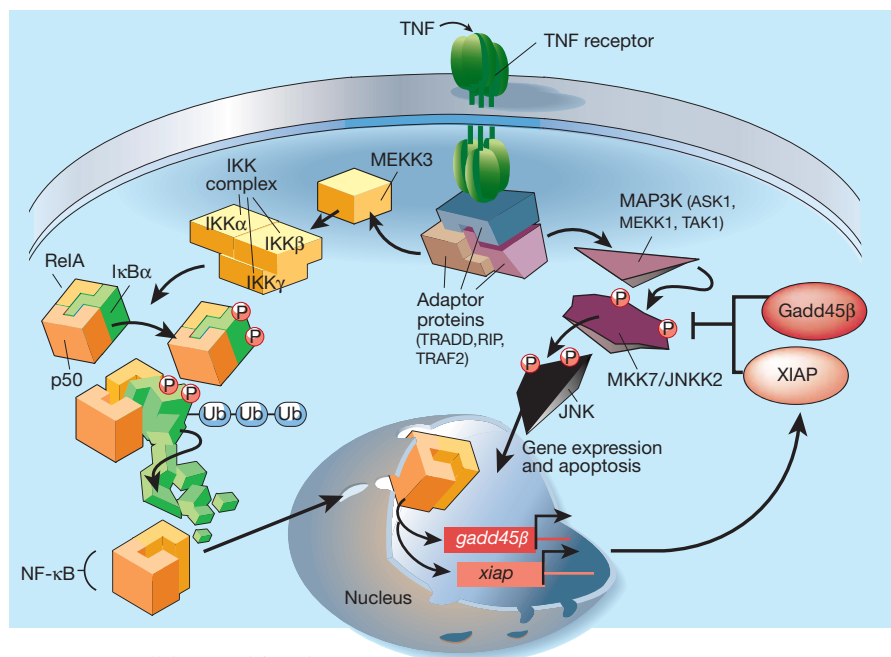 TNF
TNF receptor
IKK
complex
MEKK3
MAP3K (ASK1,
MEKK1, TAK1)
IKKα
IKKβ
IKKγ
RelA
IκBα
p50
P
P
Adaptor
proteins
(TRADD,RIP,
TRAF2)
P
P
Gadd45β
XIAP
MKK7/JNKK2
P
P
JNK
P
P
Ub
Ub
Ub
Gene expression
and apoptosis
gadd45β
xiap
NF-κB
Nucleus